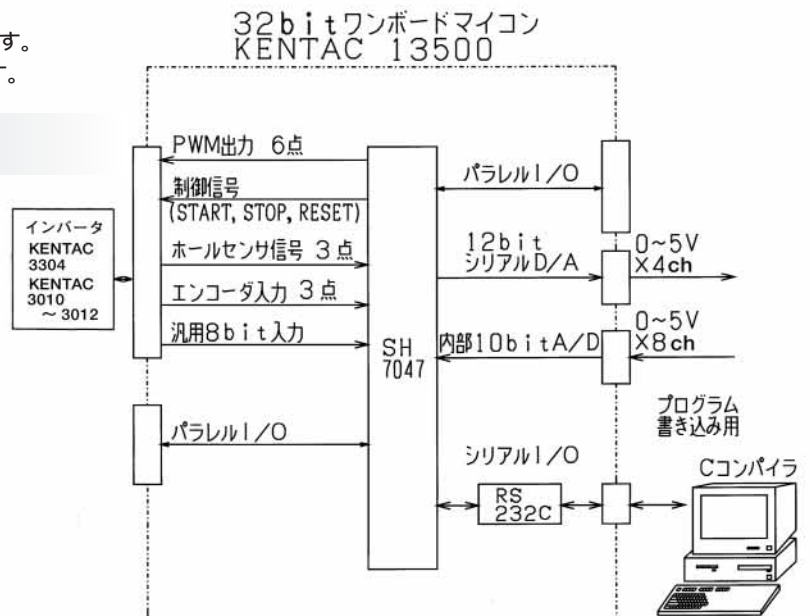 す。
。
32bitワンボードマイコン
KENTAC 13500
PWM出力 6点
制御信号
(START, STOP, RESET)
ホールセンサ信号 3点
エンコーダ入力 3点
汎用8bit入力
パラレルI/O
インバータ
KENTAC
3304
KENTAC
3010
～3012
SH
7047
パラレルI/O
12bit
シリアルD/A
0~5V
×4ch
内部10bitA/D
0~5V
×8ch
シリアルI/O
RS
232C
プログラム
書き込み用
Cコンパイラ